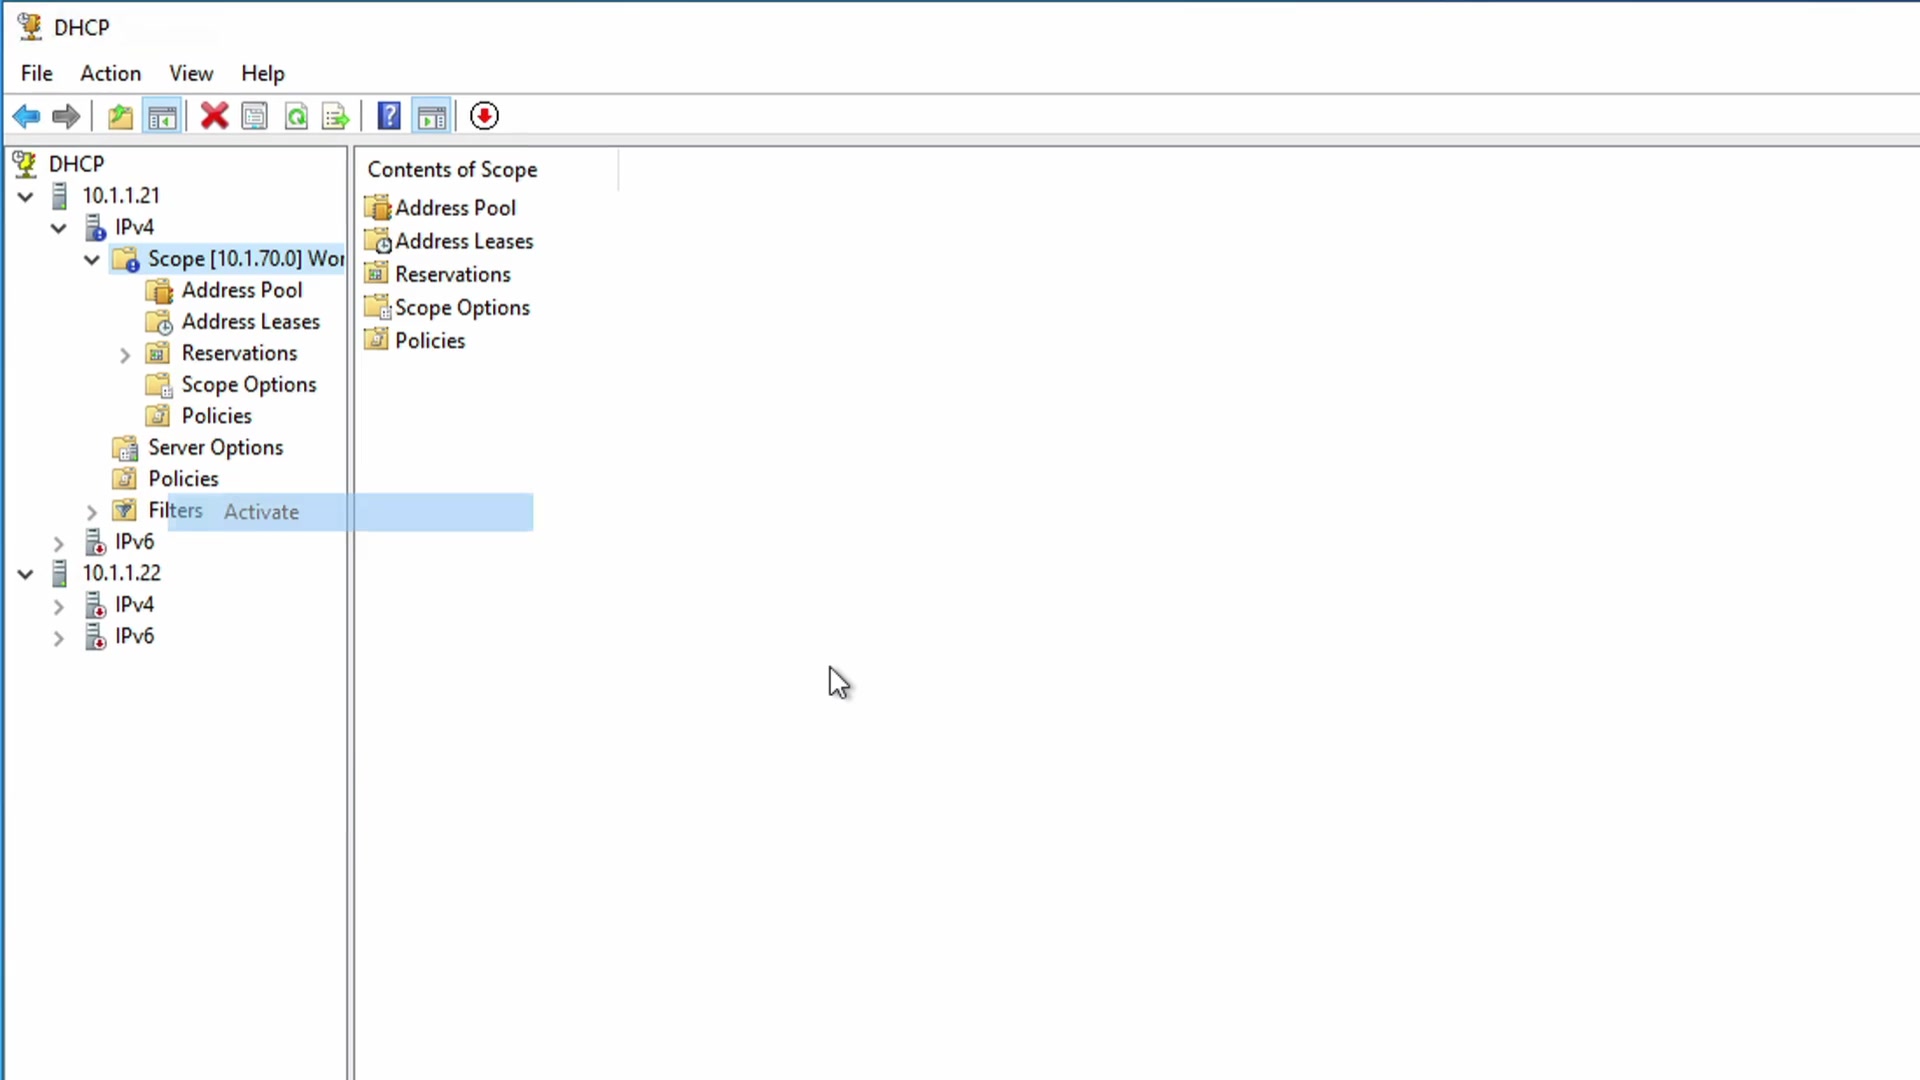 DHCP
File Action View Help
DHCP
10.1.1.21
IPv4
Scope [10.1.70.0] Wor
Address Pool
Address Leases
Reservations
Scope Options
Policies
Server Options
Policies
Filters
Activate
IPv6
10.1.1.22
IPv4
IPv6
Contents of Scope
Address Pool
Address Leases
Reservations
Scope Options
Policies